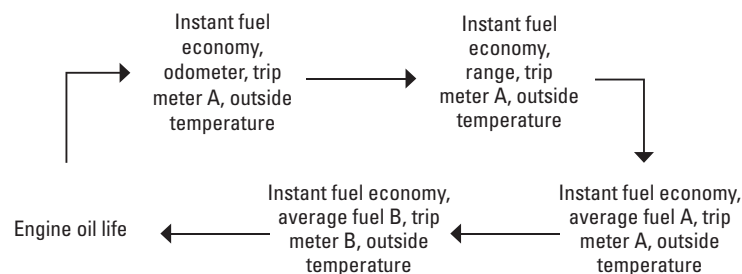 Instant fuel
economy,
odometer, trip
meter A, outside
temperature
Instant fuel
economy,
range, trip
meter A, outside
temperature
Instant fuel economy,
average fuel A, trip
meter A, outside
temperature
Instant fuel economy,
average fuel B, trip
meter B, outside
temperature
Engine oil life